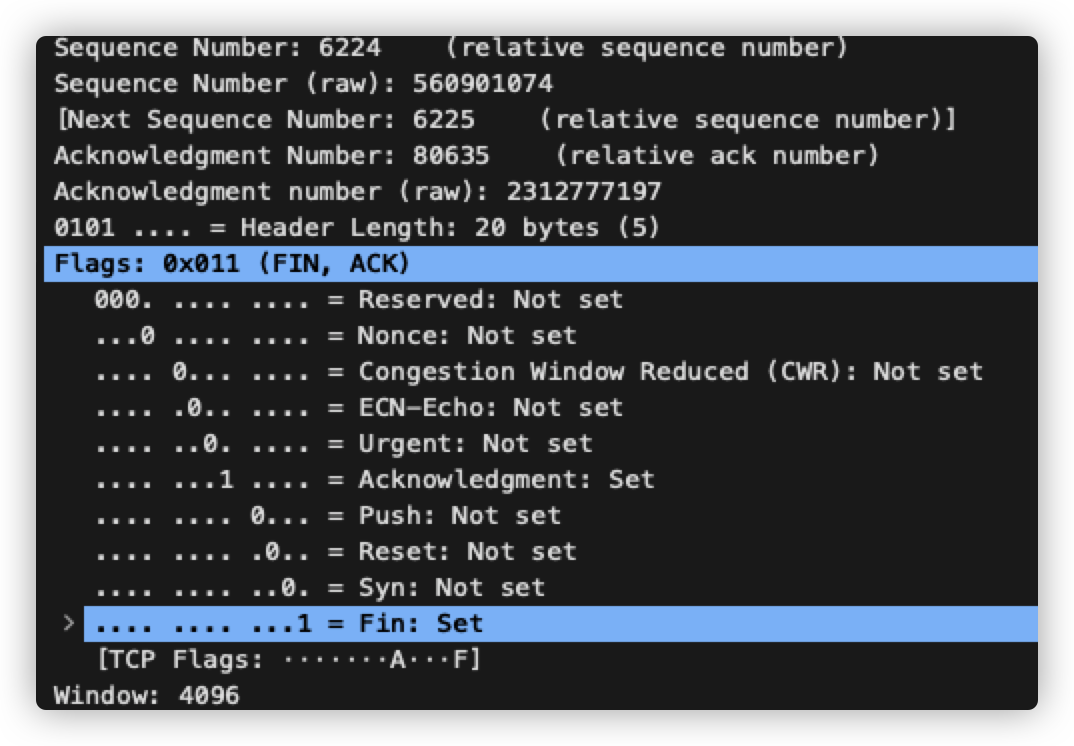 Sequence Number: 6224    (relative sequence number)
Sequence Number (raw): 560901074
[Next Sequence Number: 6225    (relative sequence number)]
Acknowledgment Number: 80635    (relative ack number)
Acknowledgment number (raw): 2312777197
0101 .... = Header Length: 20 bytes (5)
Flags: 0x011 (FIN, ACK)
000. .... .... = Reserved: Not set
...0 .... .... = Nonce: Not set
.... 0... .... = Congestion Window Reduced (CWR): Not set
.... .0.. .... = ECN-Echo: Not set
.... ..0. .... = Urgent: Not set
.... ...1 .... = Acknowledgment: Set
.... .... 0... = Push: Not set
.... .... .0.. = Reset: Not set
.... .... ..0. = Syn: Not set
.... .... ...1 = Fin: Set
[TCP Flags: ·······A···F]
Window: 4096